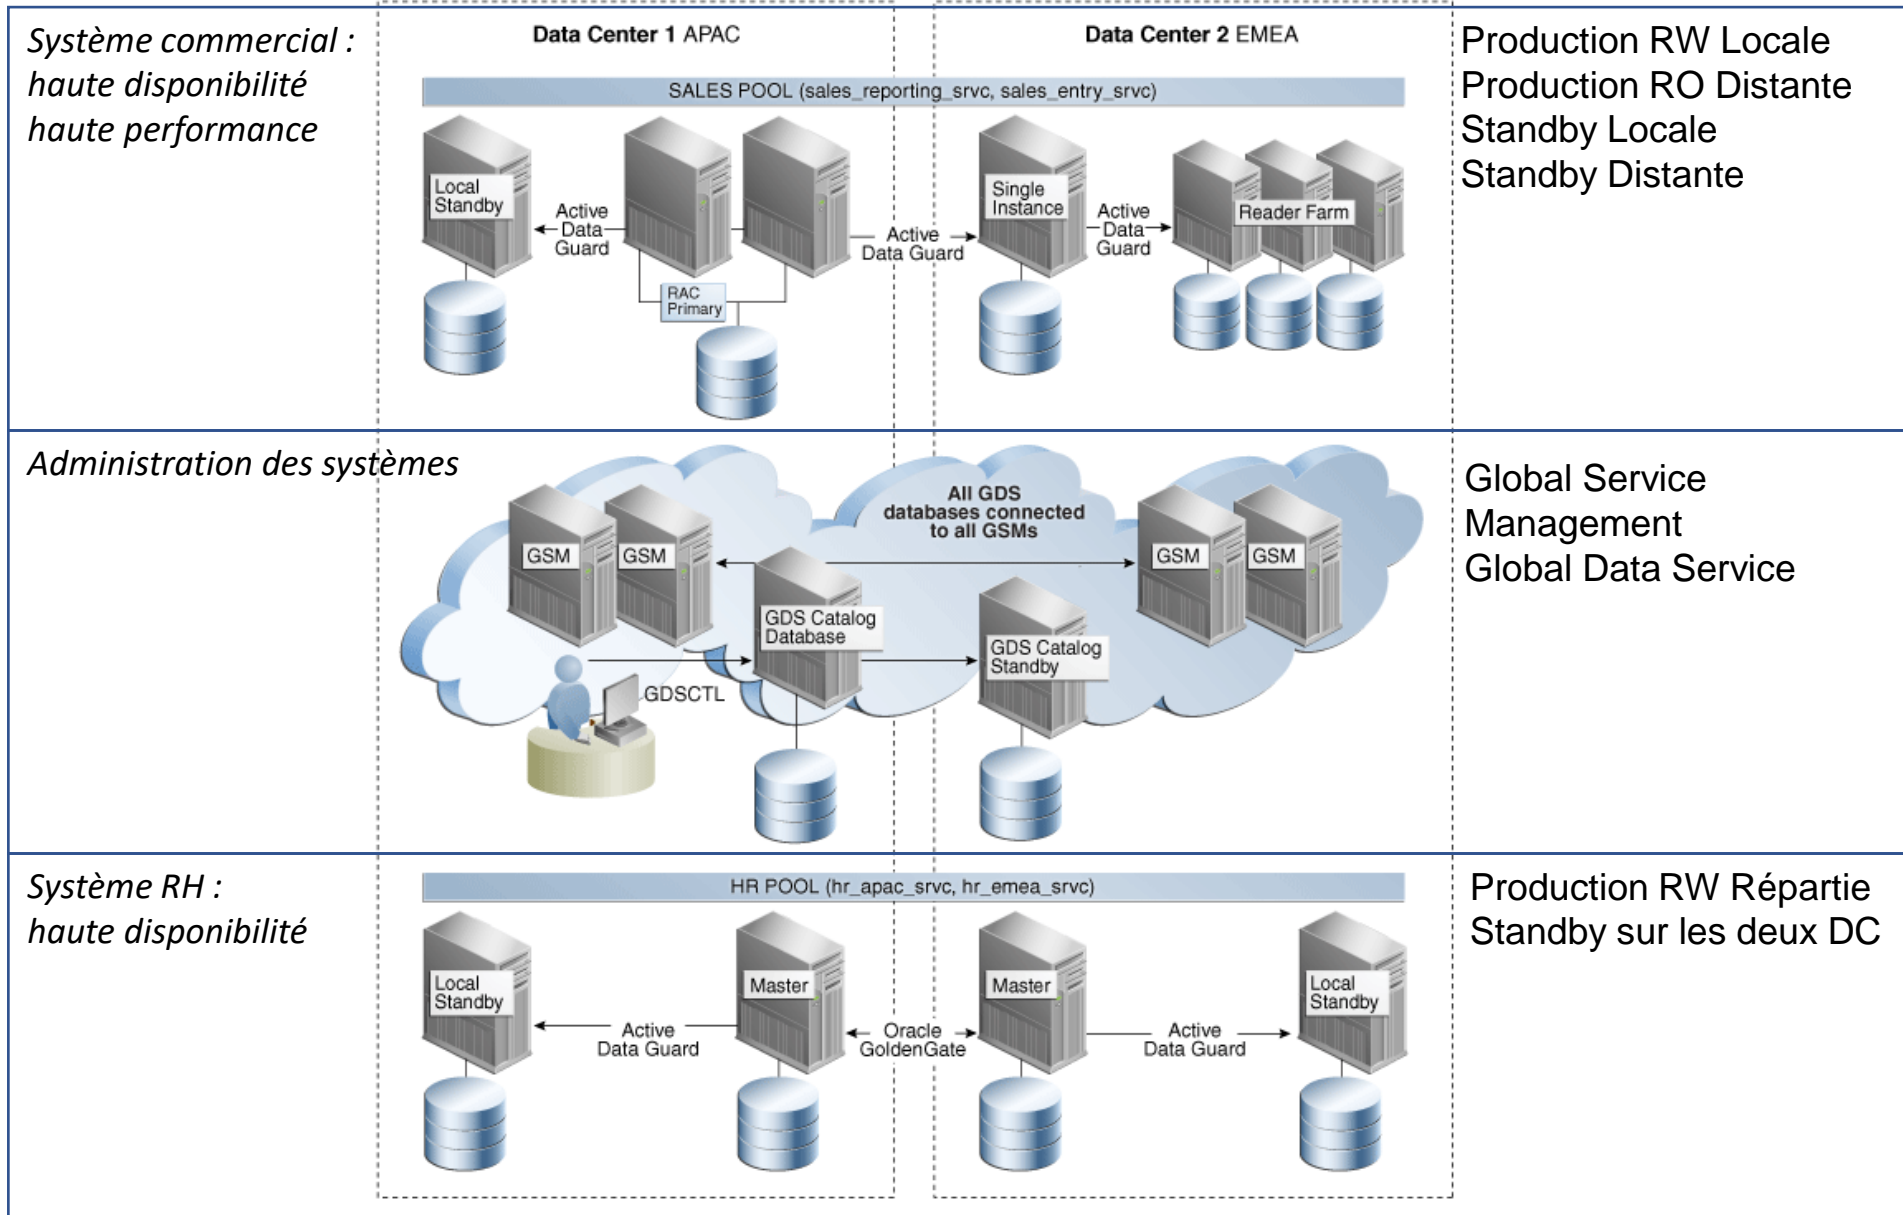 Système commercial :
haute disponibilité
haute performance
Data Center 1 APAC
Data Center 2 EMEA
SALES POOL (sales_reporting_srvc, sales_entry_srvc)
Local
Standby
Active
Data
Guard
RAC
Primary
Active
Data Guard
Single
Instance
Active
Data
Guard
Reader Farm
Production RW Locale
Production RO Distante
Standby Locale
Standby Distante
Administration des systèmes
All GDS
databases connected
to all GSMs
GSM
GSM
GSM
GSM
GDS Catalog
Database
GDS Catalog
Standby
GDSCTL
Global Service
Management
Global Data Service
Système RH :
haute disponibilité
HR POOL (hr_apac_srvc, hr_emea_srvc)
Local
Standby
Active
Data Guard
Master
Oracle
GoldenGate
Master
Active
Data Guard
Local
Standby
Production RW Répartie
Standby sur les deux DC